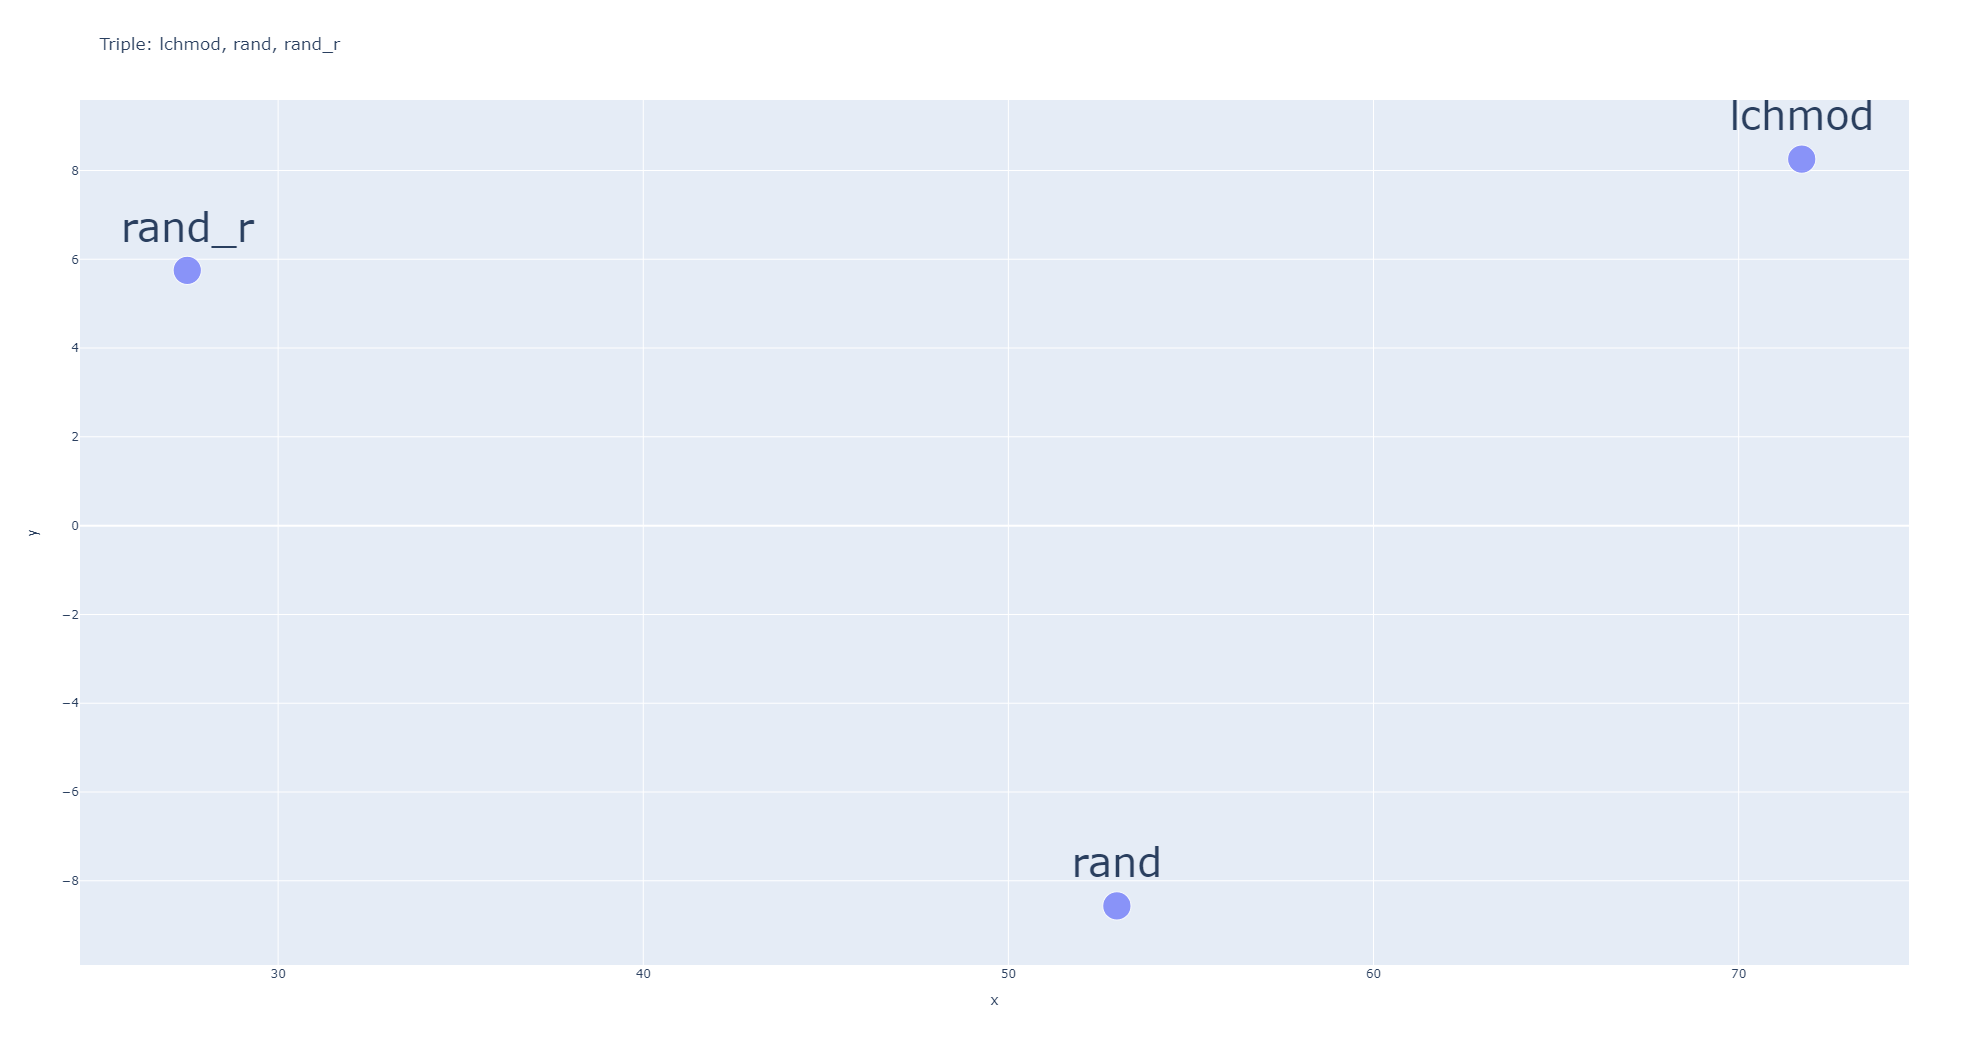 Triple: lchmod, rand, rand_r
lchmod
8
rand_r
6
4
2
0
y
−2
−4
−6
rand
−8
30 40 50 60 70
x